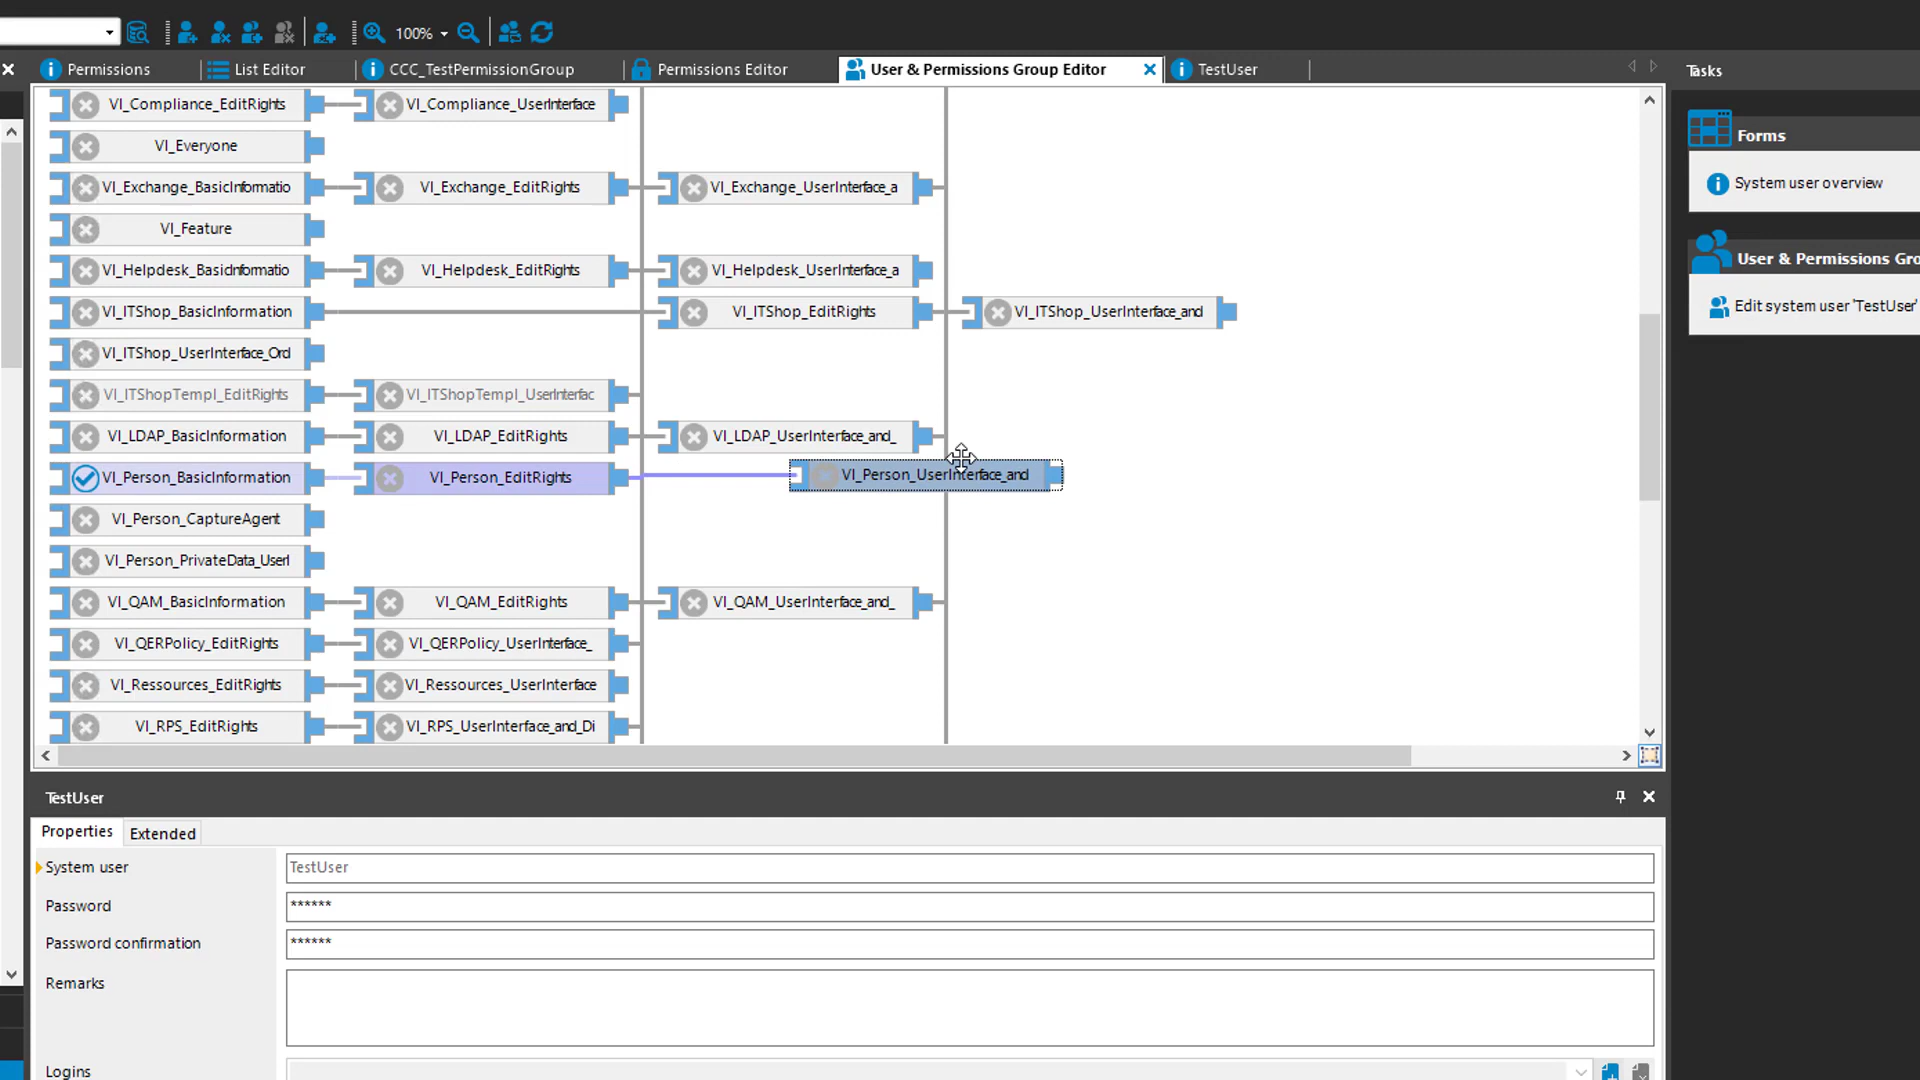 100%
Permissions
List Editor
CCC_TestPermissionGroup
Permissions Editor
User & Permissions Group Editor
TestUser
Tasks
VI_Compliance_EditRights
VI_Compliance_UserInterface
VI_Everyone
VI_Exchange_BasicInformatio
VI_Exchange_EditRights
VI_Exchange_UserInterface_a
VI_Feature
VI_Helpdesk_BasicInformatio
VI_Helpdesk_EditRights
VI_Helpdesk_UserInterface_a
VI_ITShop_BasicInformation
VI_ITShop_EditRights
VI_ITShop_UserInterface_and
VI_ITShop_UserInterface_Ord
VI_ITShopTempl_EditRights
VI_ITShopTempl_UserInterfac
VI_LDAP_BasicInformation
VI_LDAP_EditRights
VI_LDAP_UserInterface_and_
VI_Person_BasicInformation
VI_Person_EditRights
VI_Person_UserInterface_and
VI_Person_CaptureAgent
VI_Person_PrivateData_UserI
VI_QAM_BasicInformation
VI_QAM_EditRights
VI_QAM_UserInterface_and_
VI_QERPolicy_EditRights
VI_QERPolicy_UserInterface_
VI_Ressources_EditRights
VI_Ressources_UserInterface
VI_RPS_EditRights
VI_RPS_UserInterface_and_Di
Forms
System user overview
User & Permissions Gro
Edit system user 'TestUser'
TestUser
Properties
Extended
System user
TestUser
Password
******
Password confirmation
******
Remarks
Logins